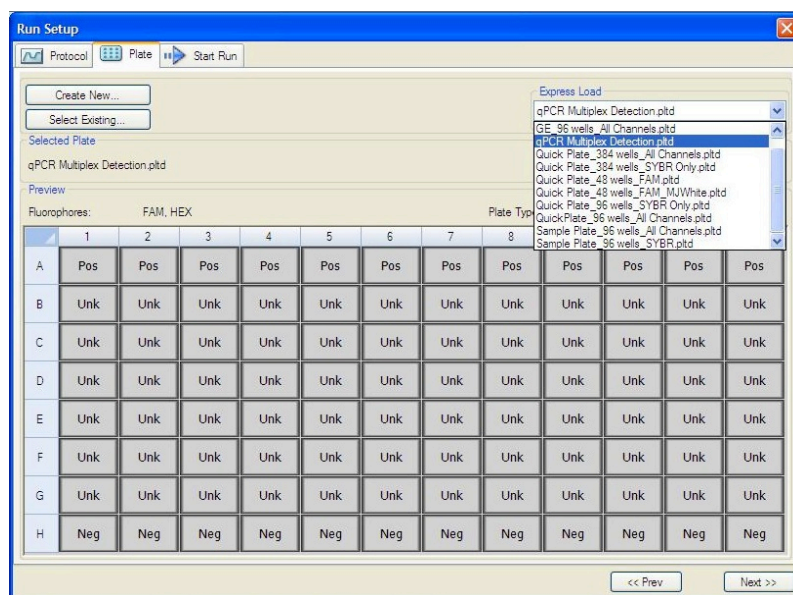 Run Setup
Protocol Plate Start Run
Create New...
Select Existing...
Express Load
qPCR Multiplex Detection.pltd
GE_96 wells_All Channels.pltd
qPCR Multiplex Detection.pltd
Quick Plate_384 wells_All Channels.pltd
Quick Plate_384 wells_SYBR Only.pltd
Quick Plate_48 wells_FAM.pltd
Quick Plate_48 wells_FAM_MJWhite.pltd
Quick Plate_96 wells_SYBR Only.pltd
QuickPlate_96 wells_All Channels.pltd
Sample Plate_96 wells_All Channels.pltd
Sample Plate_96 wells_SYBR.pltd
Selected Plate
qPCR Multiplex Detection.pltd
Preview
Fluorophores: FAM, HEX Plate Typ
1 2 3 4 5 6 7 8
A Pos Pos Pos Pos Pos Pos Pos Pos Pos Pos Pos Pos
B Unk Unk Unk Unk Unk Unk Unk Unk Unk Unk Unk Unk
C Unk Unk Unk Unk Unk Unk Unk Unk Unk Unk Unk Unk
D Unk Unk Unk Unk Unk Unk Unk Unk Unk Unk Unk Unk
E Unk Unk Unk Unk Unk Unk Unk Unk Unk Unk Unk Unk
F Unk Unk Unk Unk Unk Unk Unk Unk Unk Unk Unk Unk
G Unk Unk Unk Unk Unk Unk Unk Unk Unk Unk Unk Unk
H Neg Neg Neg Neg Neg Neg Neg Neg Neg Neg Neg Neg
<< Prev Next >>